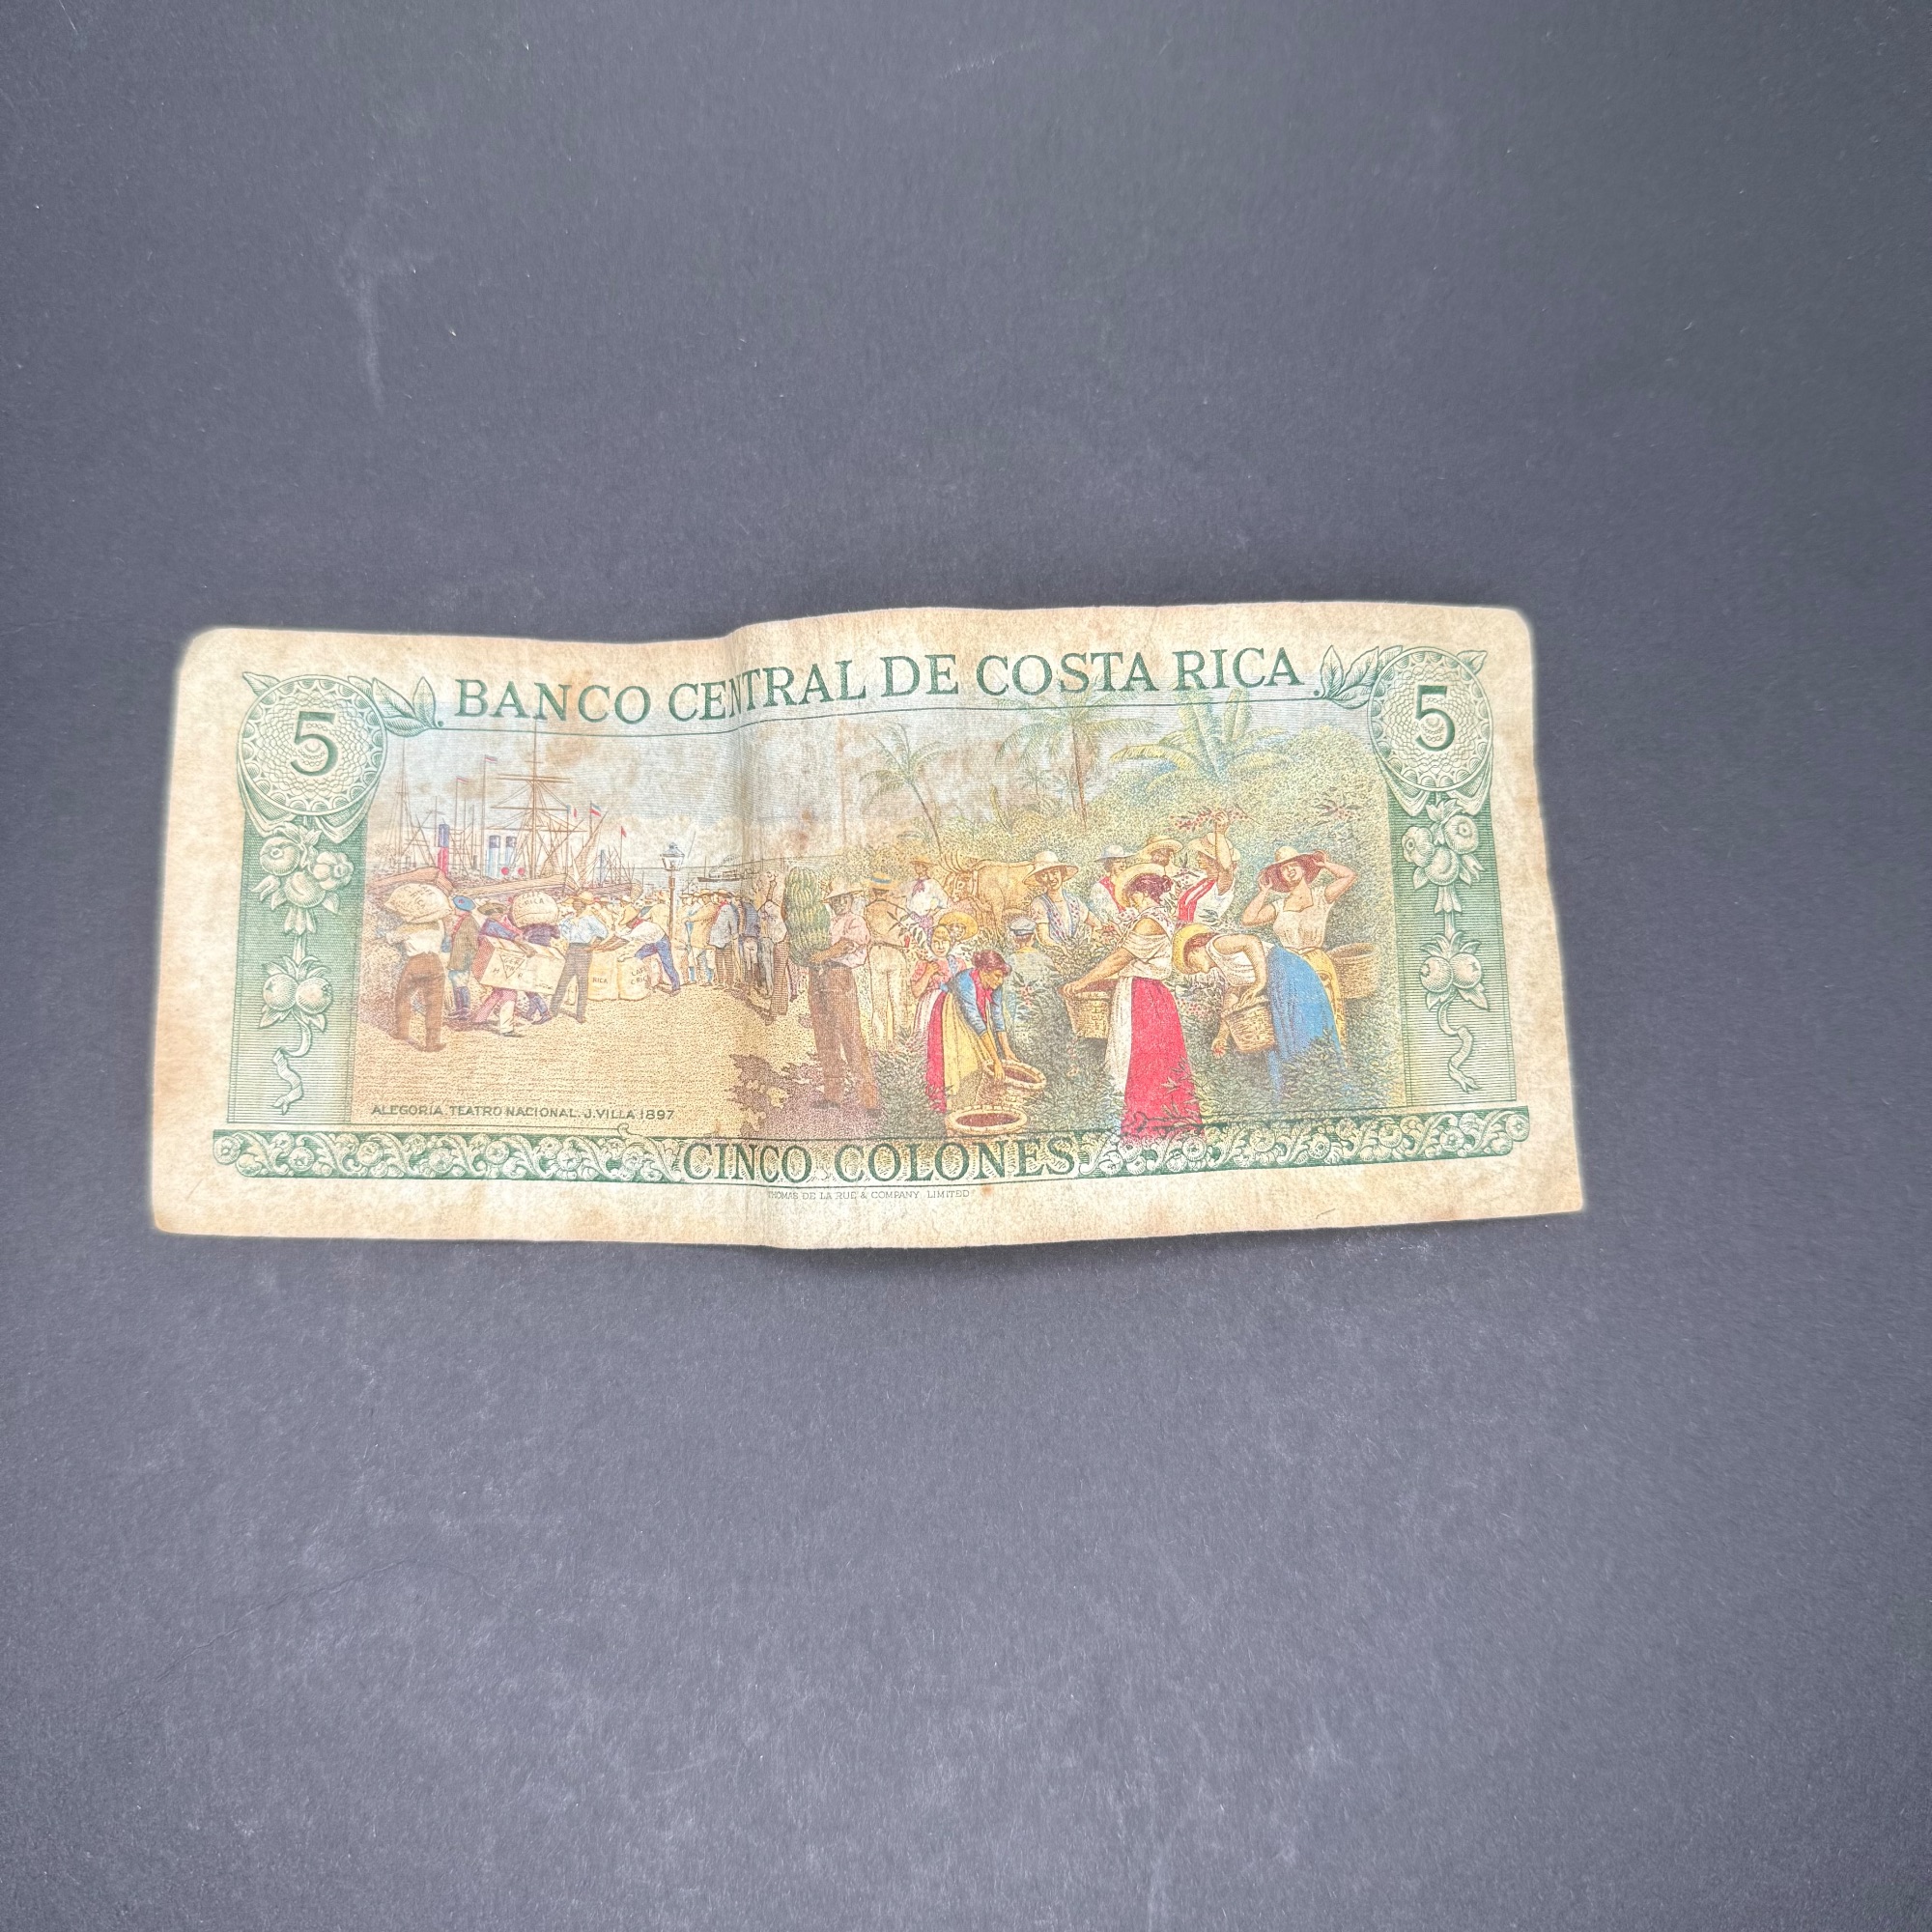 BANCO CENTRAL DE COSTA RICA
5 5
RICA
ALEGORIA. TEATRO NACIONAL. J. VILLA 1897
CINCO COLONES
THOMAS DE LA RUE & COMPANY, LIMITED